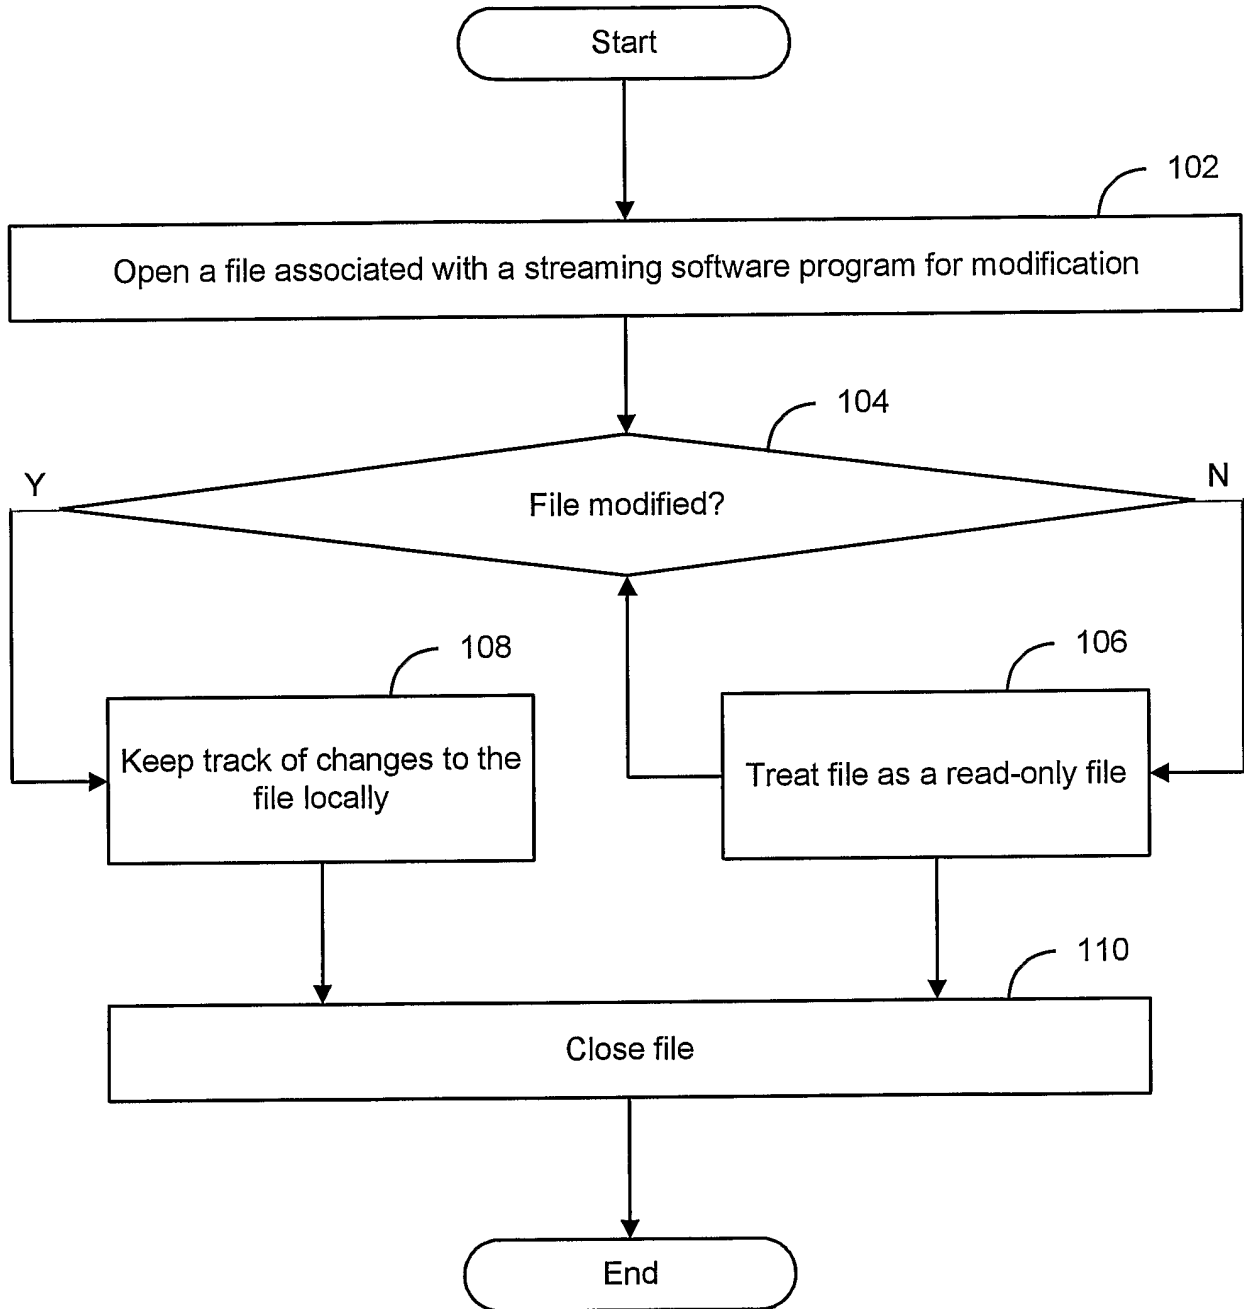 Start
102
Open a file associated with a streaming software program for modification
104
Y
N
File modified?
108
106
Keep track of changes to the
file locally
Treat file as a read-only file
110
Close file
End